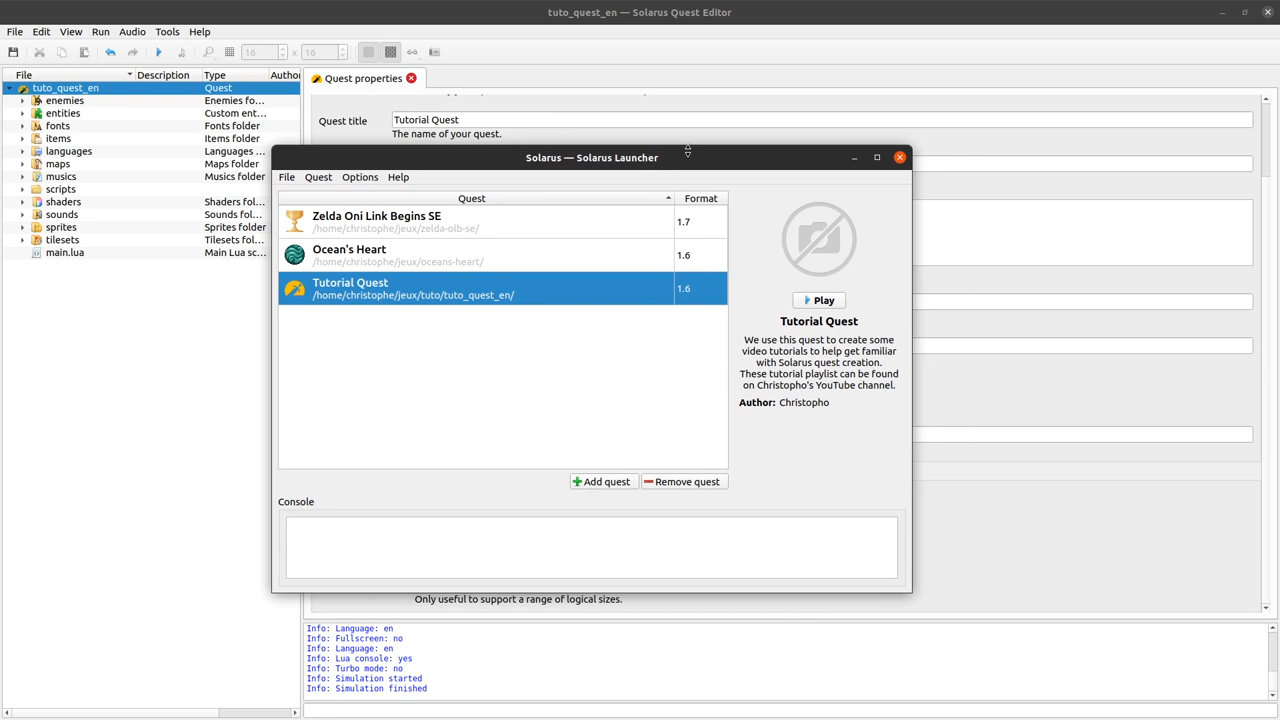 tuto_quest_en — Solarus Quest Editor
File Edit View Run Audio Tools Help
16 x 16
File Description Type Author
tuto_quest_en Quest
enemies Enemies fo...
entities Custom ent...
fonts Fonts folder
items Items folder
languages Languages ...
maps Maps folder
musics Musics folder
scripts
shaders Shaders fol...
sounds Sounds fol...
sprites Sprites folder
tilesets Tilesets fol...
main.lua Main Lua sc...
Quest properties
Quest title Tutorial Quest
The name of your quest.
Solarus — Solarus Launcher
File Quest Options Help
Quest Format
Zelda Oni Link Begins SE
/home/christophe/jeux/zelda-olb-se/
1.7
Ocean's Heart
/home/christophe/jeux/oceans-heart/
1.6
Tutorial Quest
/home/christophe/jeux/tuto/tuto_quest_en/
1.6
Add quest Remove quest
Play
Tutorial Quest
We use this quest to create some
video tutorials to help get familiar
with Solarus quest creation.
These tutorial playlist can be found
on Christopho's YouTube channel.
Author: Christopho
Console
Only useful to support a range of logical sizes.
Info: Language: en
Info: Fullscreen: no
Info: Language: en
Info: Lua console: yes
Info: Turbo mode: no
Info: Simulation started
Info: Simulation finished